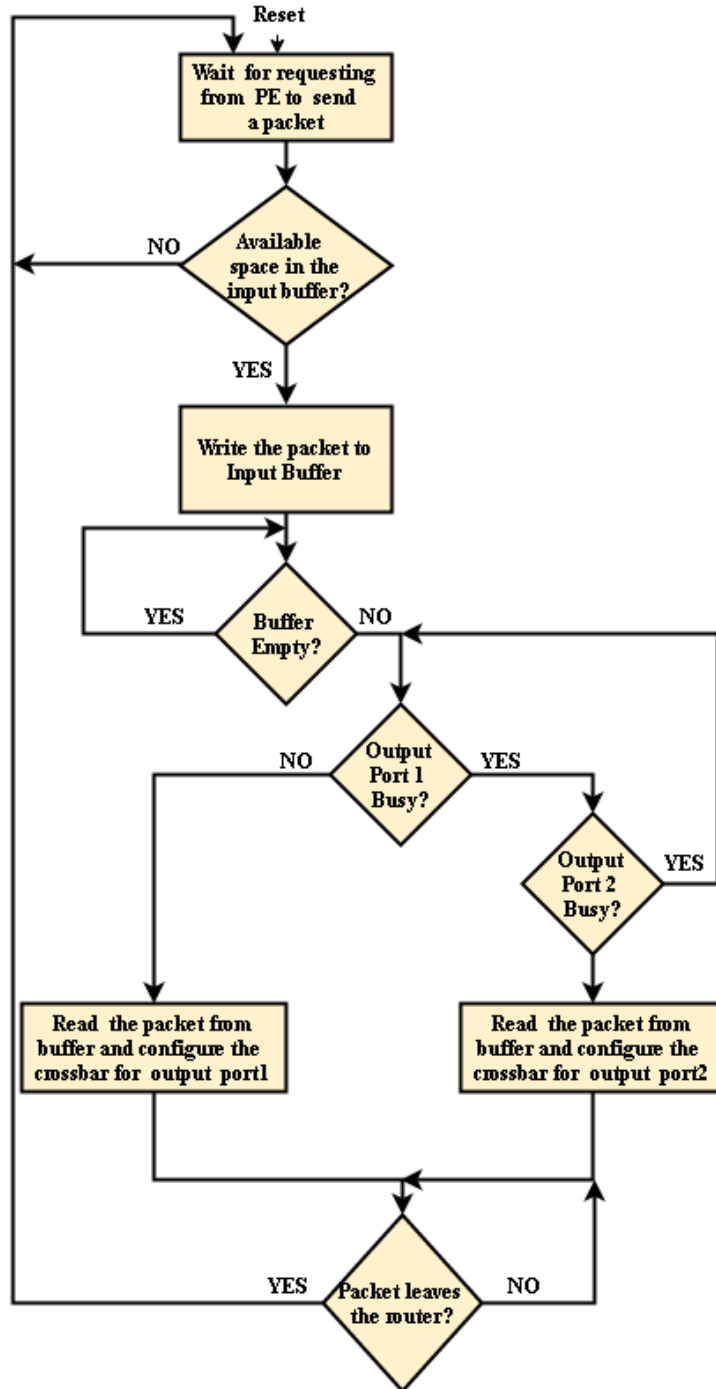 Reset
Wait for requesting
from PE to send
a packet
NO
Available
space in the
input buffer?
YES
Write the packet to
Input Buffer
YES
Buffer
Empty?
NO
NO
Output
Port 1
Busy?
YES
Output
Port 2
Busy?
YES
Read the packet from
buffer and configure the
crossbar for output port1
Read the packet from
buffer and configure the
crossbar for output port2
YES
Packet leaves
the router?
NO